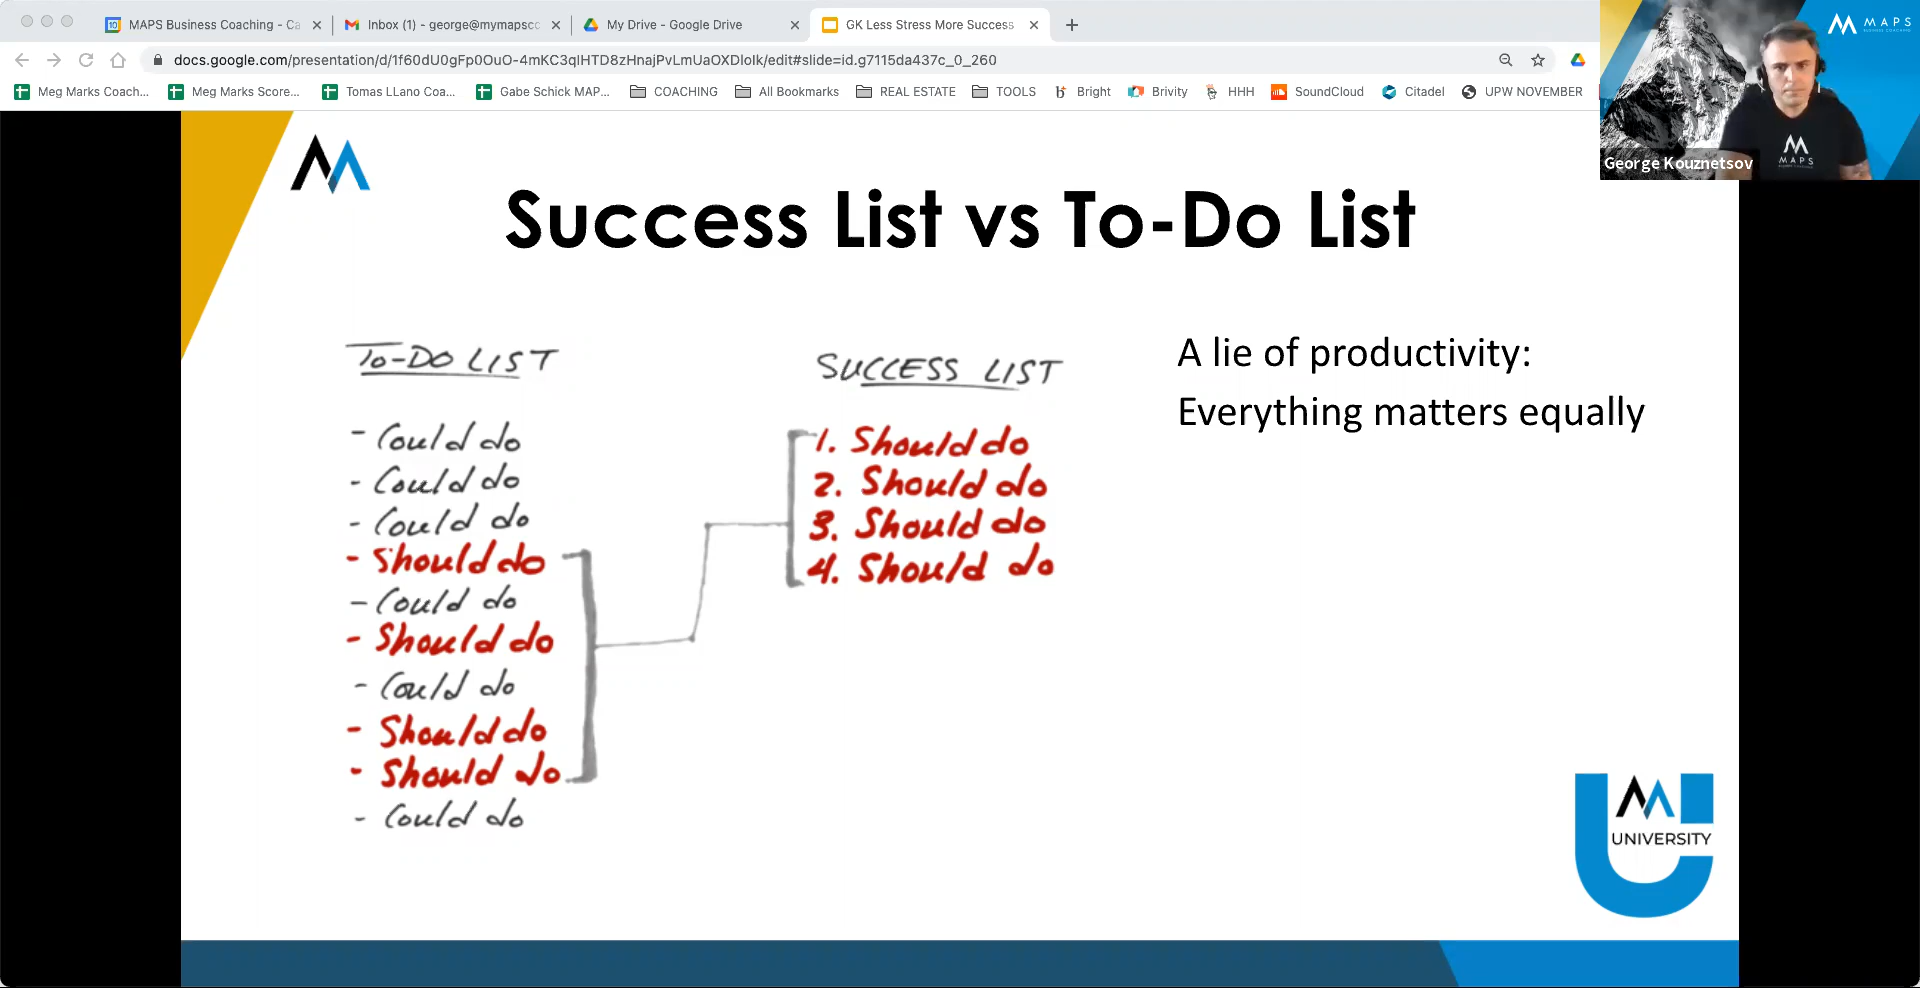 MAPS Business Coaching - Ca
Inbox (1) - george@mymapscc
My Drive - Google Drive
GK Less Stress More Success
docs.google.com/presentation/d/1f60dU0gFp0OuO-4mKC3qIHTD8zHnajPvLmUaOXDIoIk/edit#slide=id.g7115da437c_0_260
Meg Marks Coach...
Meg Marks Score...
Tomas LLano Coa...
Gabe Schick MAP...
COACHING
All Bookmarks
REAL ESTATE
TOOLS
Bright
Brivity
HHH
SoundCloud
Citadel
UPW NOVEMBER
MAPS
BUSINESS COACHING
MAPS
George Kouznetsov
Success List vs To-Do List
TO-DO LIST
- Could do
- Could do
- Could do
- Should do
- Could do
- Should do
- Could do
- Should do
- Should do
- Could do
SUCCESS LIST
1. Should do
2. Should do
3. Should do
4. Should do
A lie of productivity:
Everything matters equally
UNIVERSITY